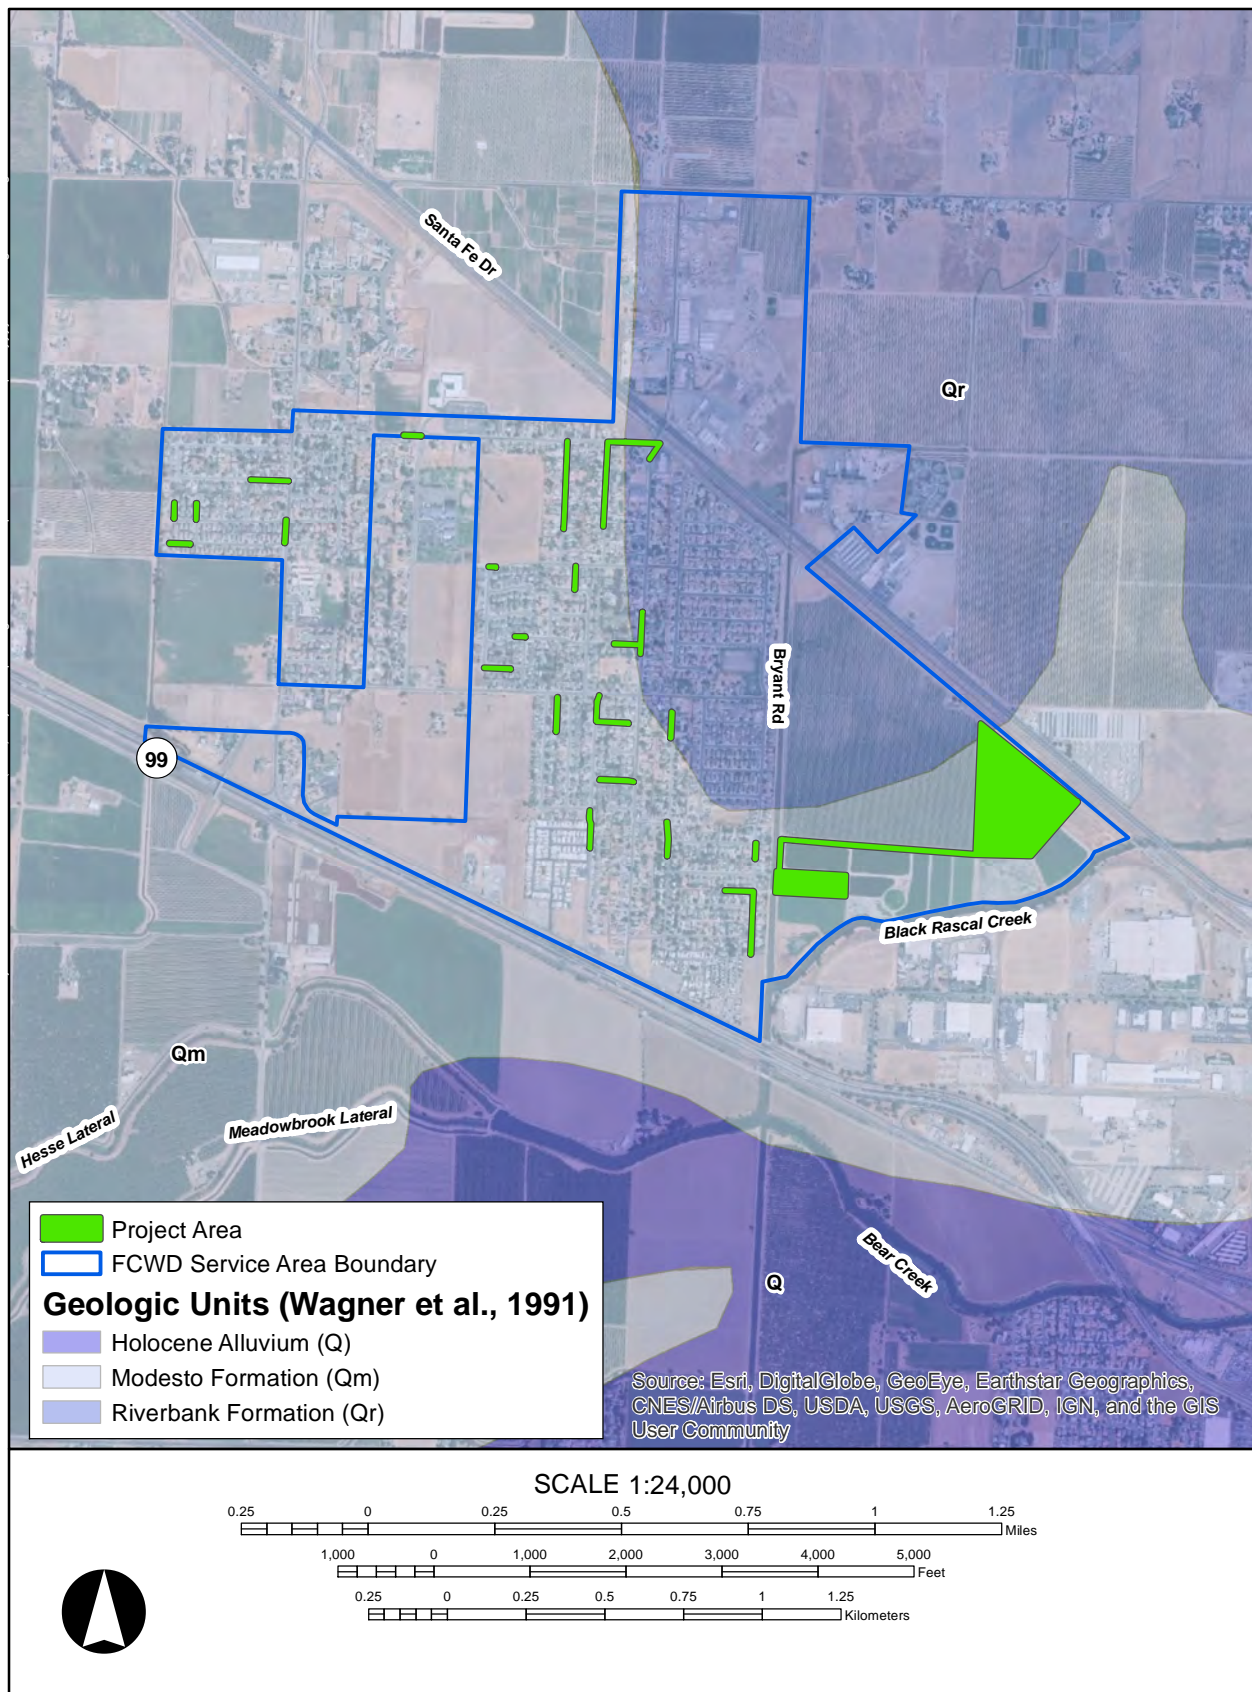 Santa Fe Dr
Qr
Bryant Rd
99
Black Rascal Creek
Qm
Hesse Lateral
Meadowbrook Lateral
Bear Creek
Q
Project Area
FCWD Service Area Boundary
Geologic Units (Wagner et al., 1991)
Holocene Alluvium (Q)
Modesto Formation (Qm)
Riverbank Formation (Qr)
Source: Esri, DigitalGlobe, GeoEye, Earthstar Geographics,
CNES/Airbus DS, USDA, USGS, AeroGRID, IGN, and the GIS
User Community
SCALE 1:24,000
0.25 0 0.25 0.5 0.75 1 1.25
Miles
1,000 0 1,000 2,000 3,000 4,000 5,000
Feet
0.25 0 0.25 0.5 0.75 1 1.25
Kilometers